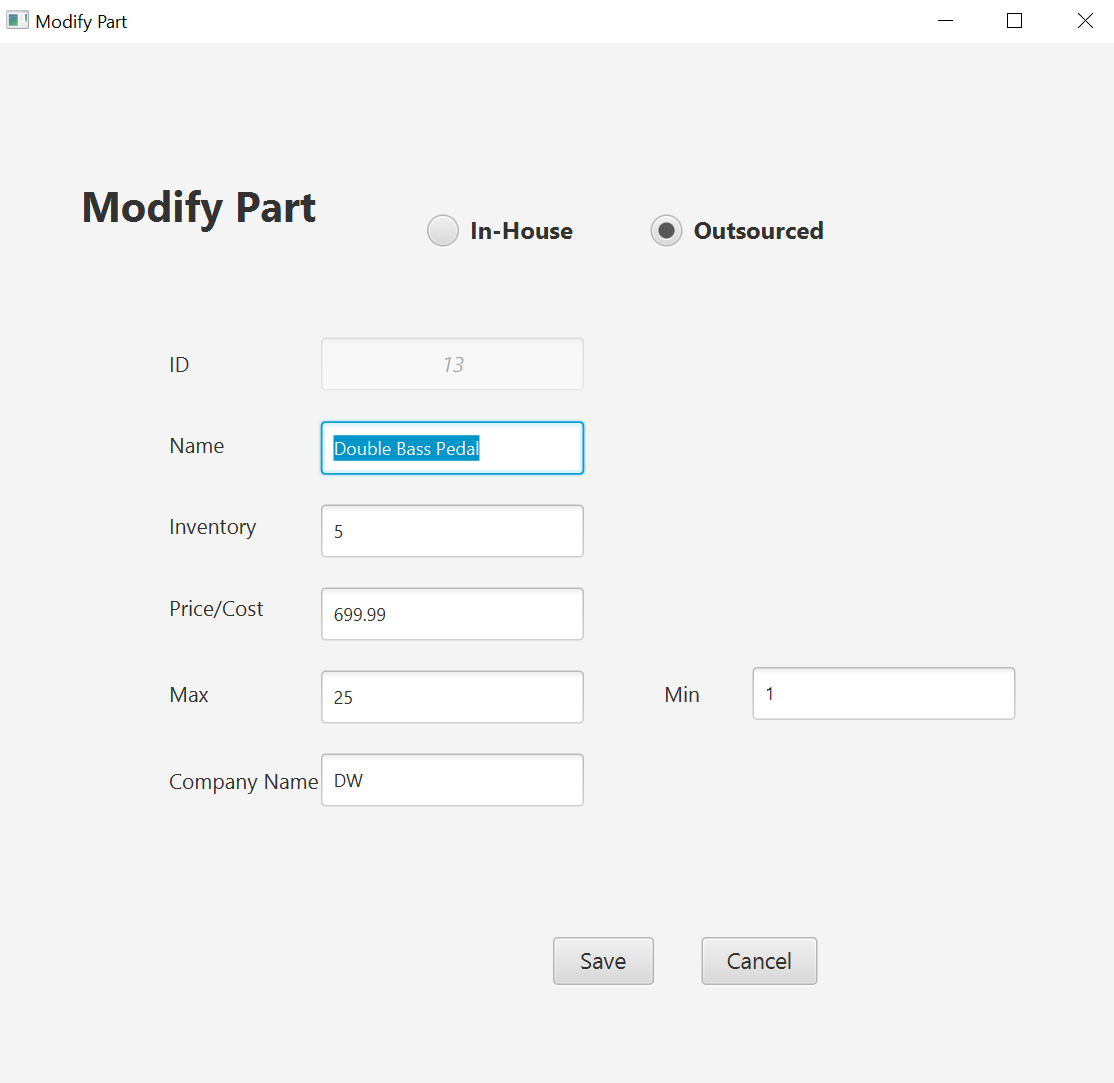 Modify Part
Modify Part
In-House
Outsourced
ID
13
Name
Double Bass Pedal
Inventory
5
Price/Cost
699.99
Max
25
Min
1
Company Name
DW
Save
Cancel